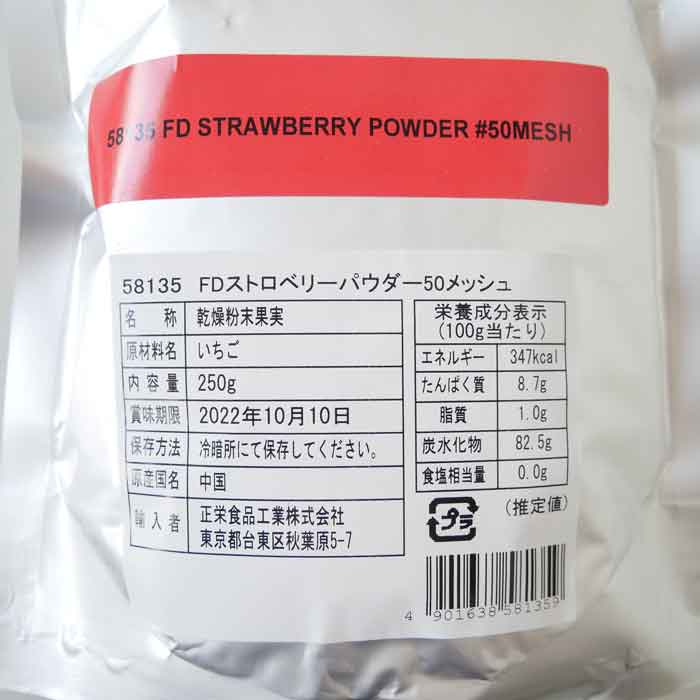 58135 FD STRAWBERRY POWDER #50MESH
58135 FDストロベリーパウダー50メッシュ
名称 乾燥粉末果実
原材料名 いちご
内容量 250g
賞味期限 2022年10月10日
保存方法 冷暗所にて保存してください。
原産国名 中国
輸入者 正栄食品工業株式会社
東京都台東区秋葉原5-7
栄養成分表示
(100g当たり)
エネルギー 347kcal
たんぱく質 8.7g
脂質 1.0g
炭水化物 82.5g
食塩相当量 0.0g
(推定値)
プラ
4 901638 581359